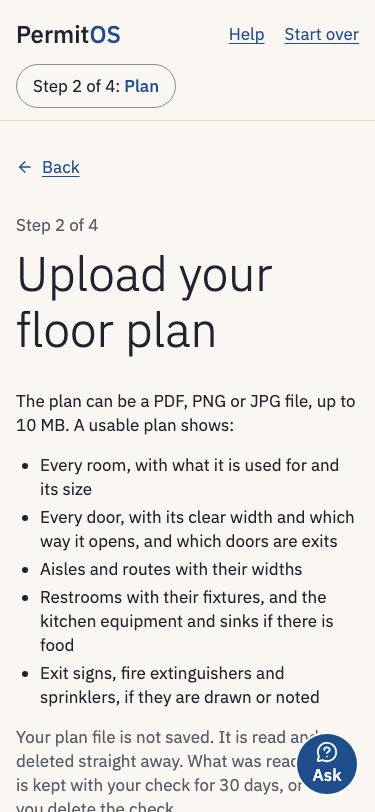 PermitOS
Help
Start over
Step 2 of 4: Plan
Back
Step 2 of 4
Upload your
floor plan
The plan can be a PDF, PNG or JPG file, up to
10 MB. A usable plan shows:
Every room, with what it is used for and
its size
Every door, with its clear width and which
way it opens, and which doors are exits
Aisles and routes with their widths
Restrooms with their fixtures, and the
kitchen equipment and sinks if there is
food
Exit signs, fire extinguishers and
sprinklers, if they are drawn or noted
Your plan file is not saved. It is read and
deleted straight away. What was read
is kept with your check for 30 days, or
you delete the check.
Ask